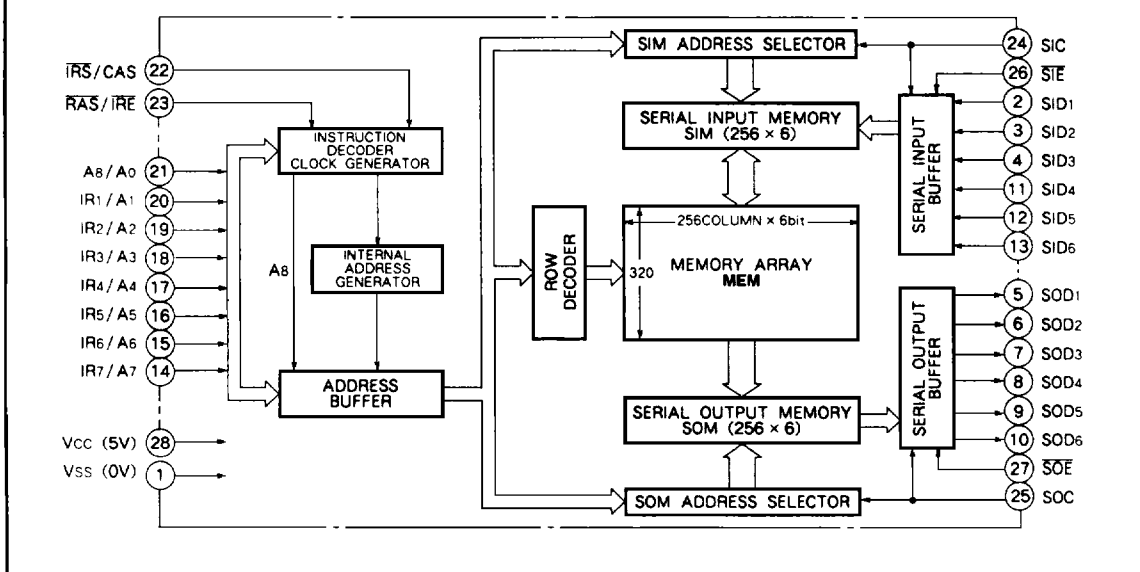 IRS/CAS 22
RAS/IRE 23
A8/A0 21
IR1/A1 20
IR2/A2 19
IR3/A3 18
IR4/A4 17
IR5/A5 16
IR6/A6 15
IR7/A7 14
Vcc (5V) 28
Vss (0V) 1
INSTRUCTION
DECODER
CLOCK GENERATOR
A8
INTERNAL
ADDRESS
GENERATOR
ADDRESS
BUFFER
ROW
DECODER
SIM ADDRESS SELECTOR
SERIAL INPUT MEMORY
SIM (256 × 6)
256COLUMN × 6bit
320
MEMORY ARRAY
MEM
SERIAL OUTPUT MEMORY
SOM (256 × 6)
SOM ADDRESS SELECTOR
SERIAL INPUT
BUFFER
SERIAL OUTPUT
BUFFER
24 SIC
26 SIE
2 SID1
3 SID2
4 SID3
11 SID4
12 SID5
13 SID6
5 SOD1
6 SOD2
7 SOD3
8 SOD4
9 SOD5
10 SOD6
27 SOE
25 SOC